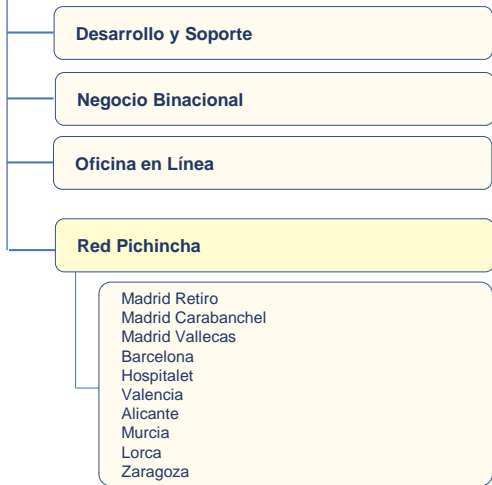 Desarrollo y Soporte
Negocio Binacional
Oficina en Línea
Red Pichincha
Madrid Retiro
Madrid Carabanchel
Madrid Vallecas
Barcelona
Hospitalet
Valencia
Alicante
Murcia
Lorca
Zaragoza